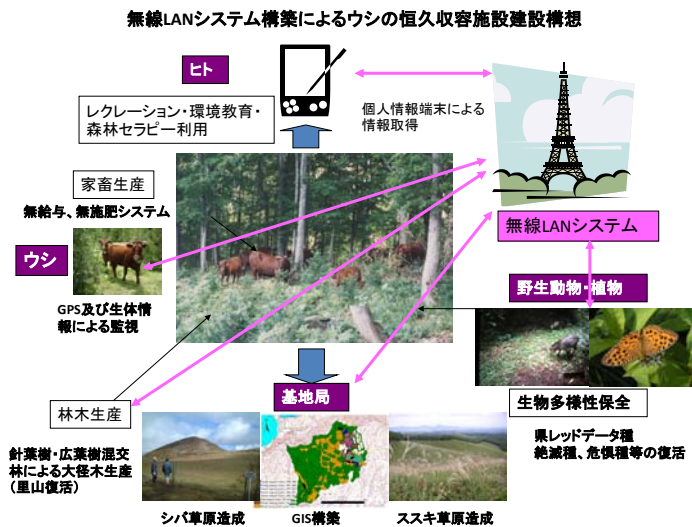 無線LANシステム構築によるウシの恒久収容施設建設構想
ヒト
レクレーション・環境教育・
森林セラピー利用
個人情報端末による
情報取得
家畜生産
無給与、無施肥システム
無線LANシステム
ウシ
野生動物・植物
GPS及び生体情
報による監視
基地局
生物多様性保全
林木生産
県レッドデータ種
絶滅種、危惧種等の復活
針葉樹・広葉樹混交
林による大径木生産
(里山復活)
シバ草原造成
GIS構築
ススキ草原造成